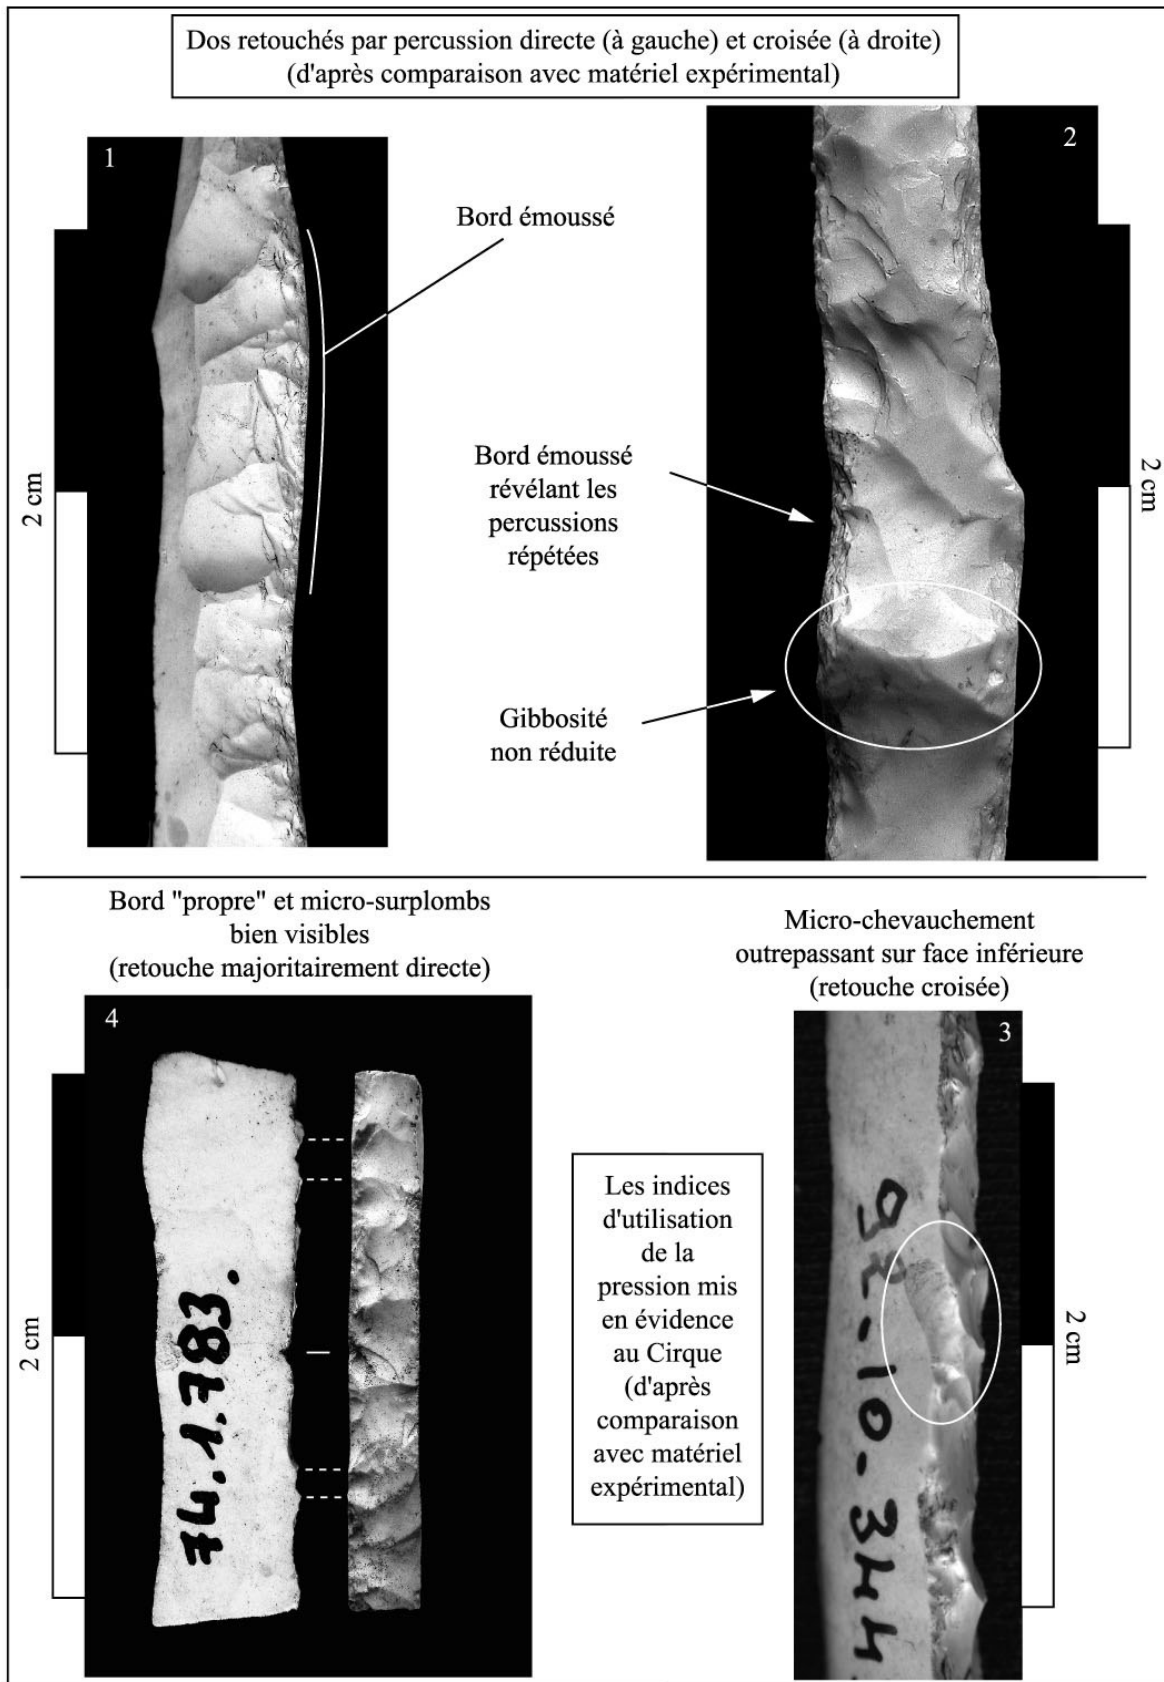 Dos retouchés par percussion directe (à gauche) et croisée (à droite)
(d'après comparaison avec matériel expérimental)
1
2
Bord émoussé
2 cm
Bord émoussé
révélant les
percussions
répétées
2 cm
Gibbosité
non réduite
Bord "propre" et micro-surplombs
bien visibles
(retouche majoritairement directe)
Micro-chevauchement
outrepassant sur face inférieure
(retouche croisée)
4
3
2 cm
Les indices
d'utilisation
de la
pression mis
en évidence
au Cirque
(d'après
comparaison
avec matériel
expérimental)
2 cm